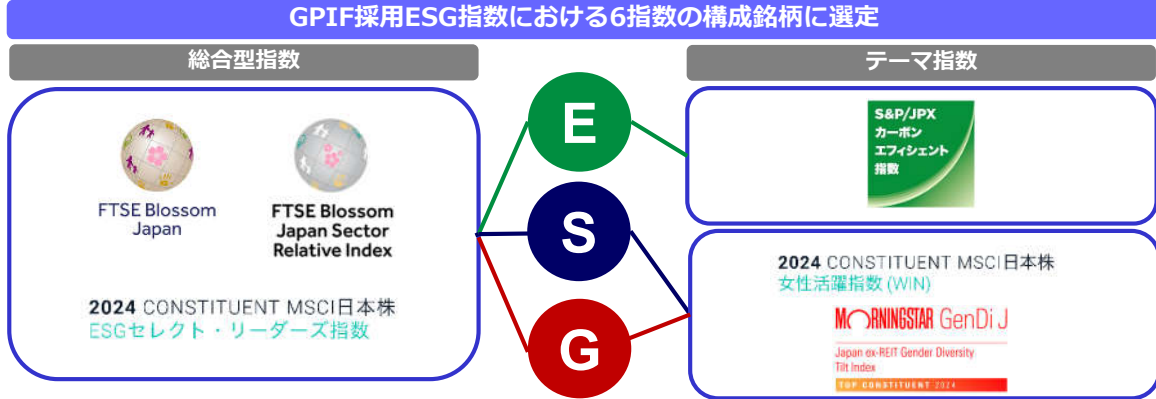 GPIF採用ESG指数における6指数の構成銘柄に選定
総合型指数
FTSE Blossom
Japan
FTSE Blossom
Japan Sector
Relative Index
2024 CONSTITUENT MSCI日本株
ESGセレクト・リーダーズ指数
E
S
G
テーマ指数
S&P/JPX
カーボン
エフィシェント
指数
2024 CONSTITUENT MSCI日本株
女性活躍指数 (WIN)
MORNINGSTAR GenDi J
Japan ex-REIT Gender Diversity
Tilt Index
TOP CONSTITUENT 2024